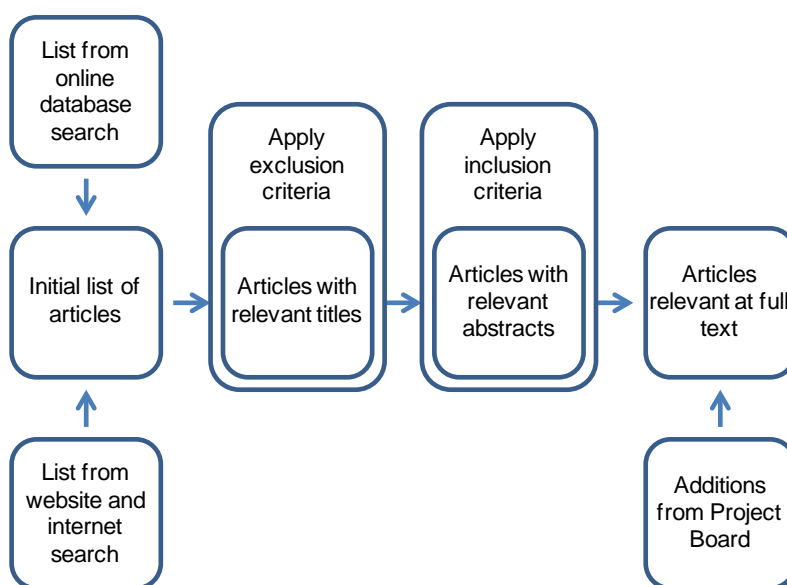 List from
online
database
search
Apply
exclusion
criteria
Apply
inclusion
criteria
Initial list of
articles
Articles with
relevant titles
Articles with
relevant
abstracts
Articles
relevant at full
text
List from
website and
internet
search
Additions
from Project
Board